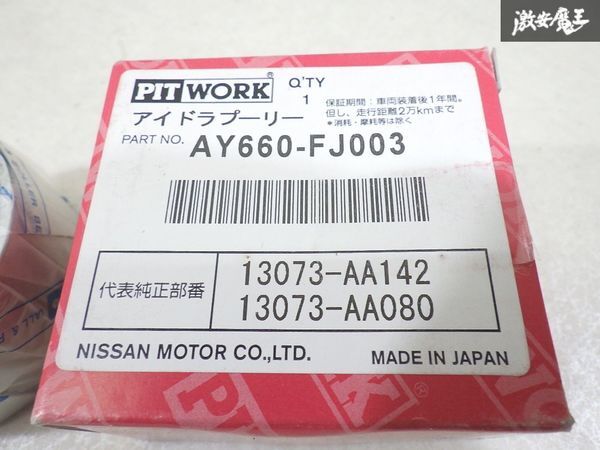 激安魔王
PIT WORK ® Q'TY
1
保証期間：車両装着後1年間。
但し、走行距離2万kmまで
*消耗・摩耗等は除く
アイドラプーリー
PART NO. AY660-FJ003
代表純正部番
13073-AA142
13073-AA080
NISSAN MOTOR CO.,LTD. MADE IN JAPAN